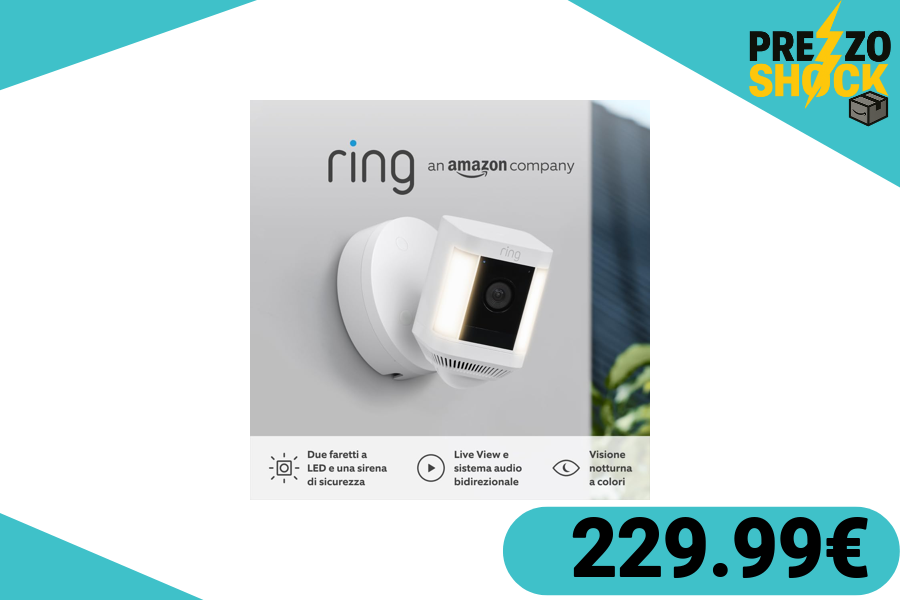 PREZZO
SHOCK
ring an amazon company
ring
Due faretti a
LED e una sirena
di sicurezza
Live View e
sistema audio
bidirezionale
Visione
notturna
a colori
229.99€